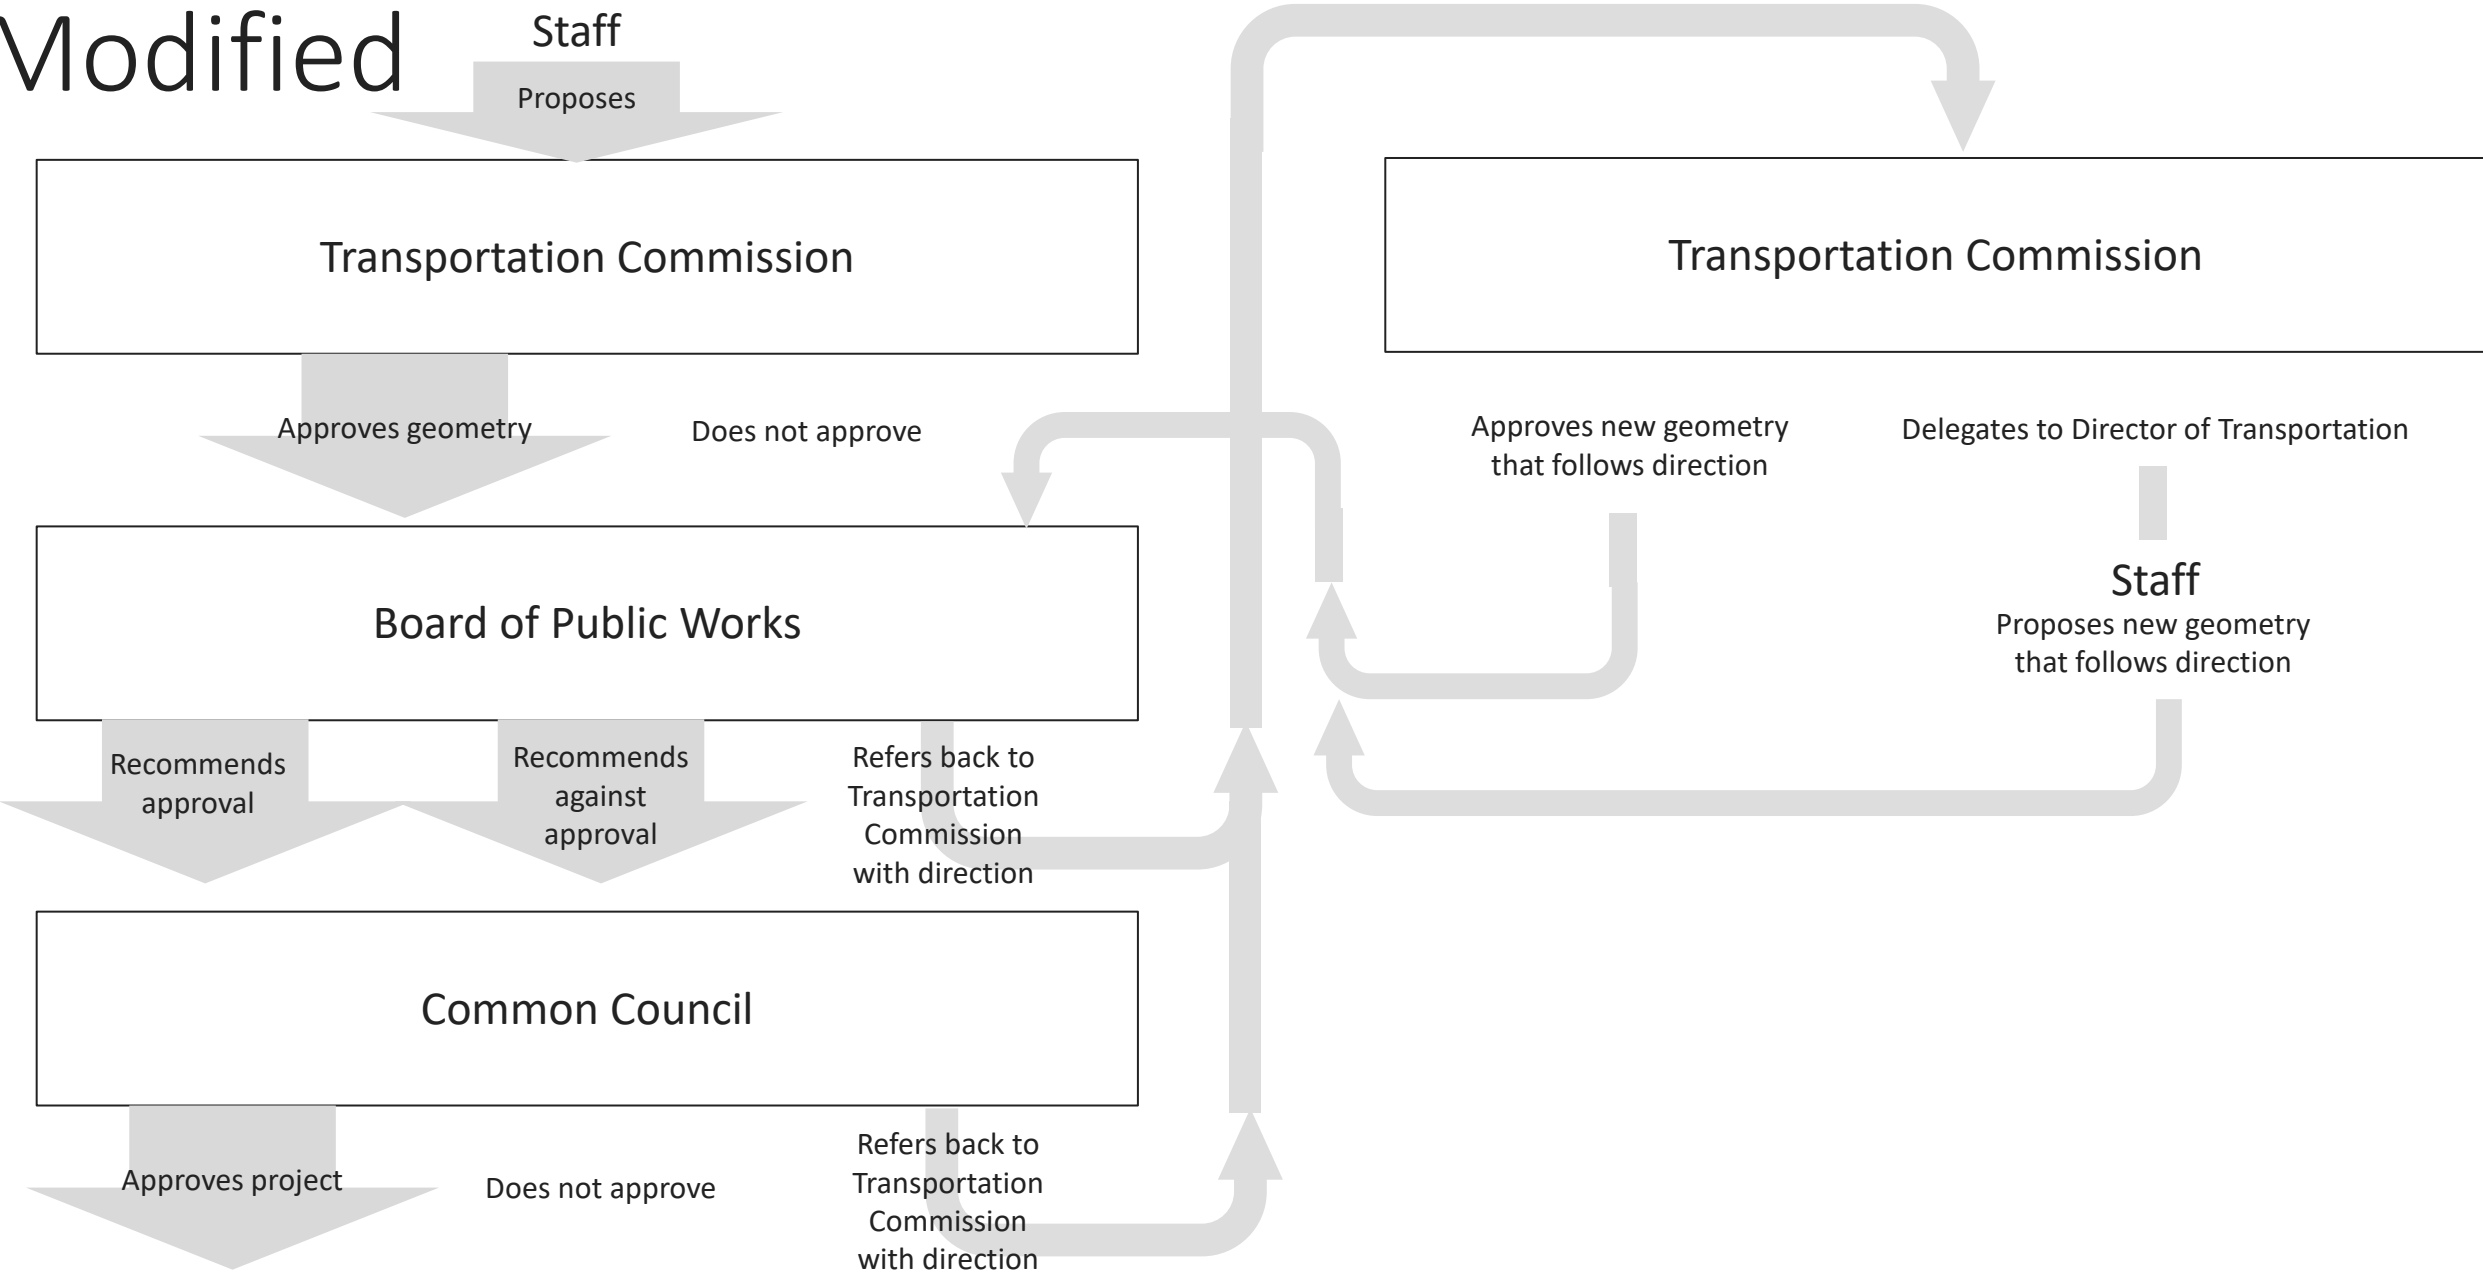 Modified
Staff
Proposes
Transportation Commission
Transportation Commission
Approves geometry
Does not approve
Approves new geometry
that follows direction
Delegates to Director of Transportation
Staff
Proposes new geometry
that follows direction
Board of Public Works
Recommends
approval
Recommends
against
approval
Refers back to
Transportation
Commission
with direction
Common Council
Approves project
Does not approve
Refers back to
Transportation
Commission
with direction